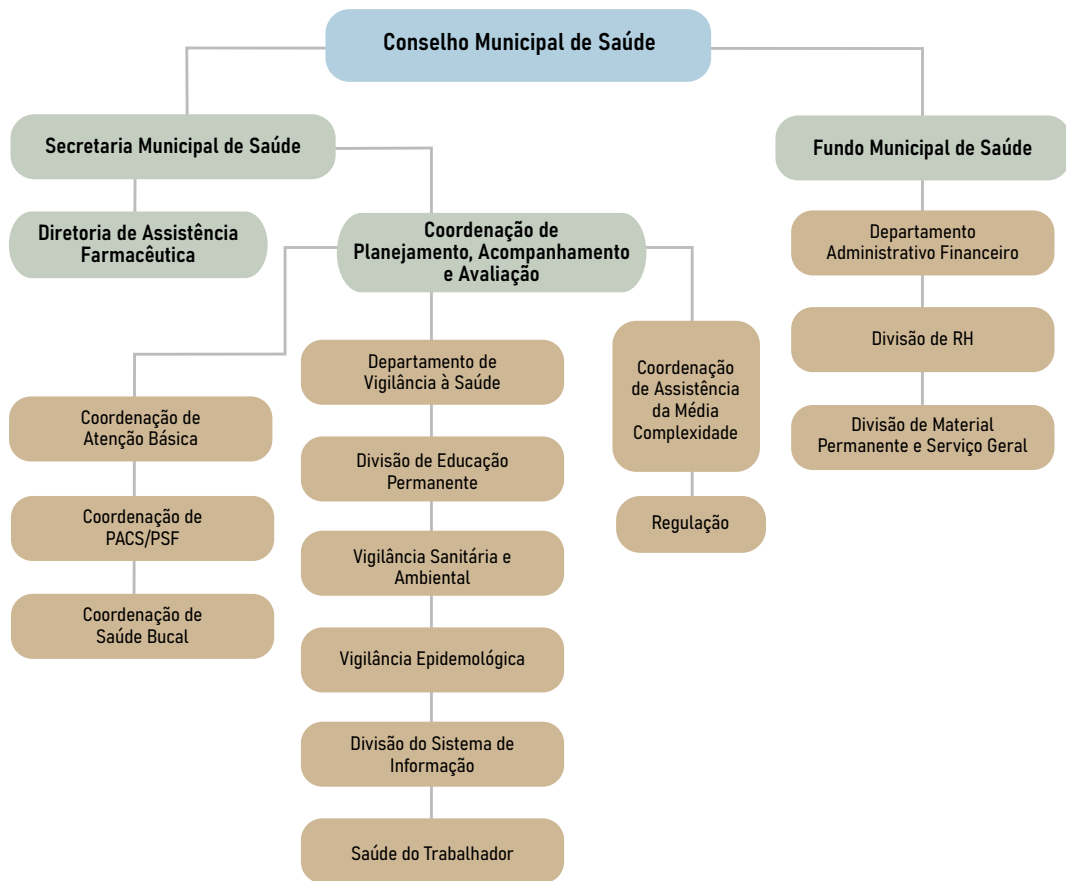 Conselho Municipal de Saúde
Secretaria Municipal de Saúde
Fundo Municipal de Saúde
Diretoria de Assistência
Farmacêutica
Coordenação de
Planejamento, Acompanhamento
e Avaliação
Departamento
Administrativo Financeiro
Divisão de RH
Divisão de Material
Permanente e Serviço Geral
Coordenação de
Atenção Básica
Coordenação de
PACS/PSF
Coordenação de
Saúde Bucal
Departamento de
Vigilância à Saúde
Divisão de Educação
Permanente
Vigilância Sanitária e
Ambiental
Vigilância Epidemológica
Divisão do Sistema de
Informação
Saúde do Trabalhador
Coordenação
de Assistência
da Média
Complexidade
Regulação